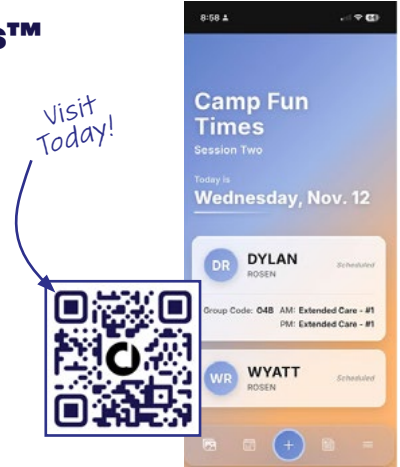 s™
Visit
Today!
8:58
Camp Fun
Times
Session Two
Today is
Wednesday, Nov. 12
DR
DYLAN
ROSEN
Scheduled
Group Code: 04B AM: Extended Care - #1
PM: Extended Care - #1
WR
WYATT
ROSEN
Scheduled